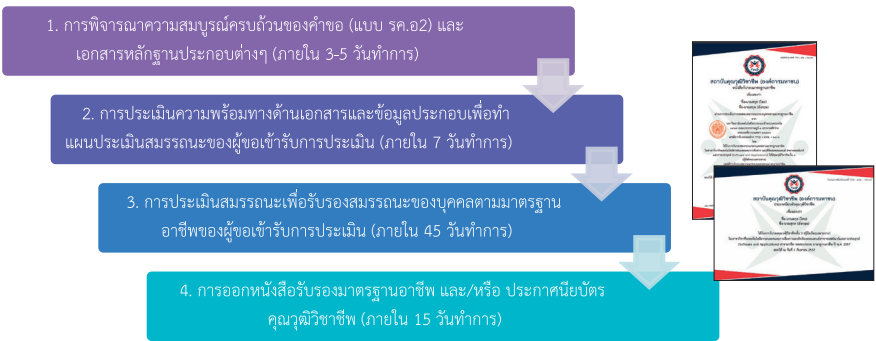 1. การพิจารณาความสมบูรณ์ครบถ้วนของคำขอ (แบบ รค.อ2) และ
เอกสารหลักฐานประกอบต่างๆ (ภายใน 3-5 วันทำการ)
2. การประเมินความพร้อมทางด้านเอกสารและข้อมูลประกอบเพื่อทำ
แผนประเมินสมรรถนะของผู้ขอเข้ารับการประเมิน (ภายใน 7 วันทำการ)
3. การประเมินสมรรถนะเพื่อรับรองสมรรถนะของบุคคลตามมาตรฐาน
อาชีพของผู้ขอเข้ารับการประเมิน (ภายใน 45 วันทำการ)
4. การออกหนังสือรับรองมาตรฐานอาชีพ และ/หรือ ประกาศนียบัตร
คุณวุฒิวิชาชีพ (ภายใน 15 วันทำการ)
สถาบันคุณวุฒิวิชาชีพ (องค์การมหาชน)
สถาบันคุณวุฒิวิชาชีพ (องค์การมหาชน)